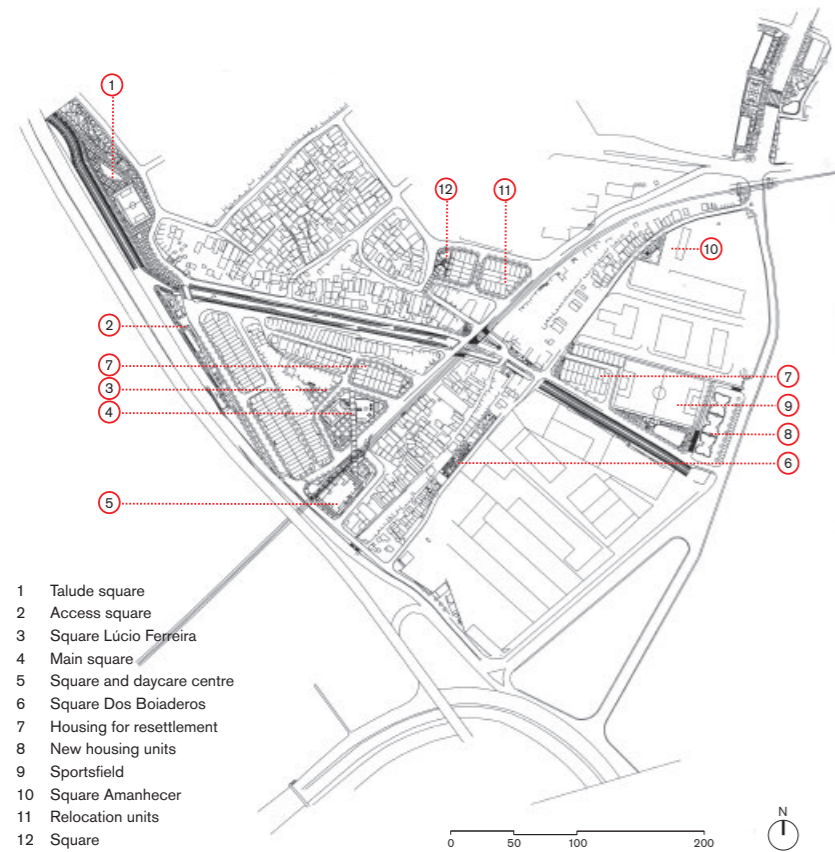 1
12
11
10
2
7
3
7
4
9
8
6
5
1 Talude square
2 Access square
3 Square Lúcio Ferreira
4 Main square
5 Square and daycare centre
6 Square Dos Boiaderos
7 Housing for resettlement
8 New housing units
9 Sportsfield
10 Square Amanhecer
11 Relocation units
12 Square
0 50 100 200
N